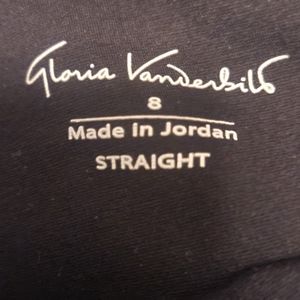 Gloria Vanderbilt
8
Made in Jordan
STRAIGHT